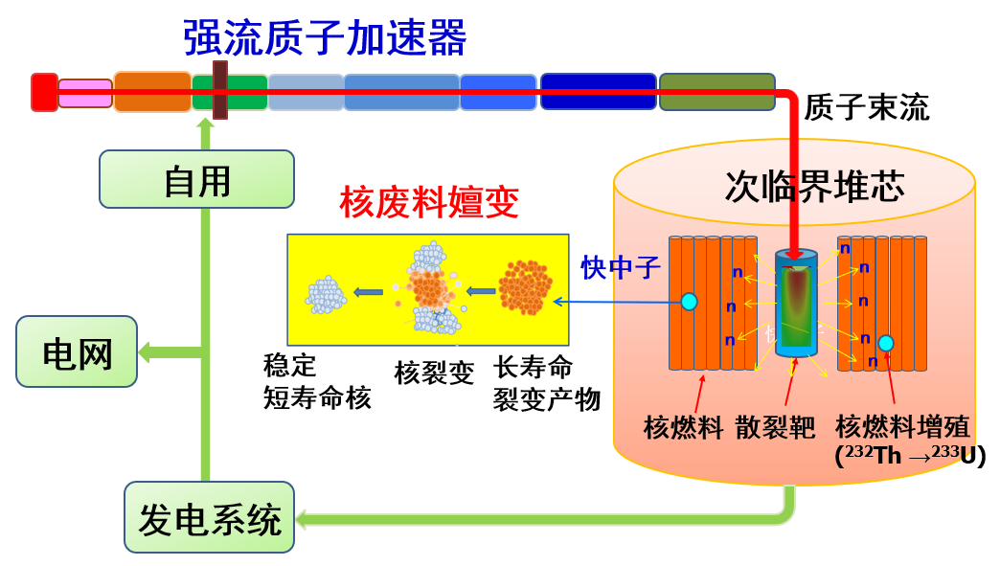 强流质子加速器
质子束流
自用
次临界堆芯
核废料嬗变
快中子
n
n
n
n
n
n
n
n
电网
稳定
短寿命核
核裂变
长寿命
裂变产物
核燃料
散裂靶
核燃料增殖
(²³²Th →²³³U)
发电系统